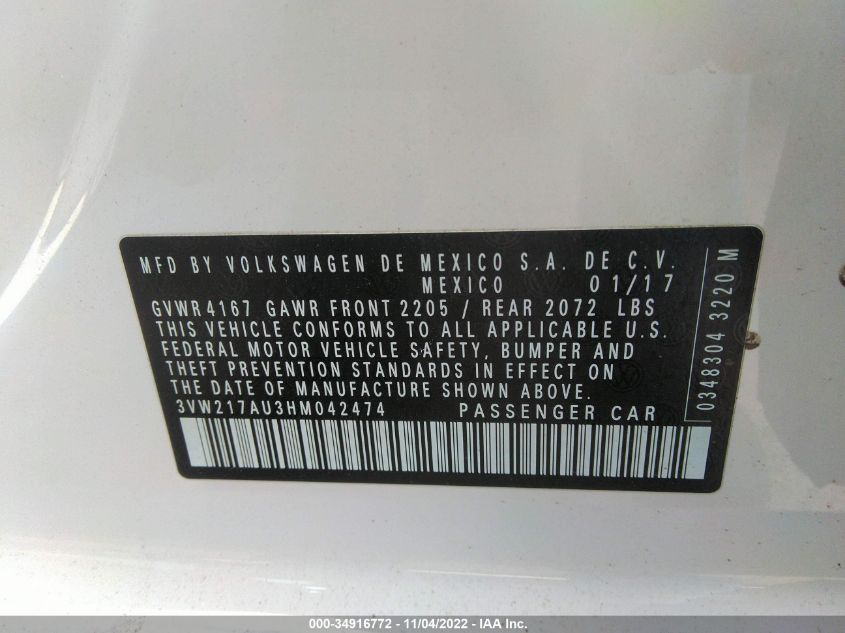 MFD BY VOLKSWAGEN DE MEXICO S.A. DE C.V.
MEXICO 01/17
GVWR 4167 GAWR FRONT 2205 / REAR 2072 LBS
THIS VEHICLE CONFORMS TO ALL APPLICABLE U.S.
FEDERAL MOTOR VEHICLE SAFETY, BUMPER AND
THEFT PREVENTION STANDARDS IN EFFECT ON
THE DATE OF MANUFACTURE SHOWN ABOVE.
3VW217AU3HM042474 PASSENGER CAR
0348304 3220 M
000-34916772 - 11/04/2022 - IAA Inc.